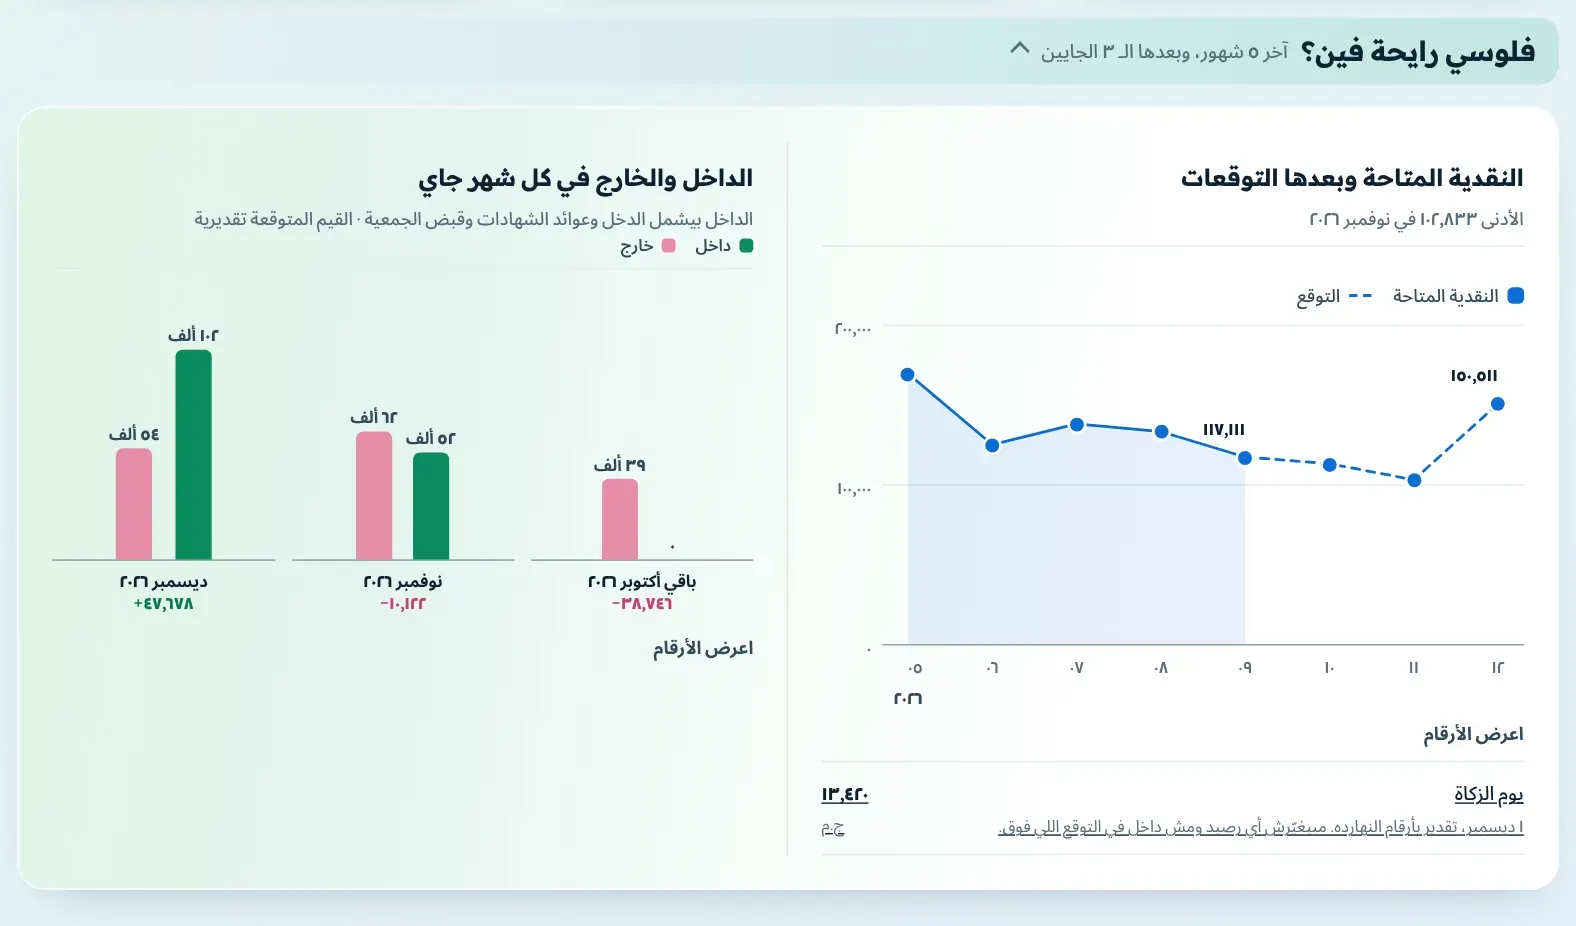 فلوسي رايحة فين؟ آخر ٥ شهور، وبعدها الـ ٣ الجايين
النقدية المتاحة وبعدها التوقعات
الأدنى ١٠٢,٨٣٣ في نوفمبر ٢٠٢٦
النقدية المتاحة التوقع
٢٠٠,٠٠٠
١٥٠,٥١١
١١٧,١١١
١٠٠,٠٠٠
٠
٠٥ ٠٦ ٠٧ ٠٨ ٠٩ ١٠ ١١ ١٢
٢٠٢٦
اعرض الأرقام
يوم الزكاة ١٣,٤٢٠
١ ديسمبر، تقدير بأرقام النهارده. مبيغيّرش أي رصيد ومش داخل في التوقع اللي فوق. ج.م
الداخل والخارج في كل شهر جاي
الداخل بيشمل الدخل وعوائد الشهادات وقبض الجمعية · القيم المتوقعة تقديرية
داخل خارج
٠ ٣٩ ألف
٥٢ ألف ٦٢ ألف
١٠٢ ألف ٥٤ ألف
باقي أكتوبر ٢٠٢٦ نوفمبر ٢٠٢٦ ديسمبر ٢٠٢٦
−٣٨,٧٤٦ −١٠,١٢٢ +٤٧,٦٧٨
اعرض الأرقام